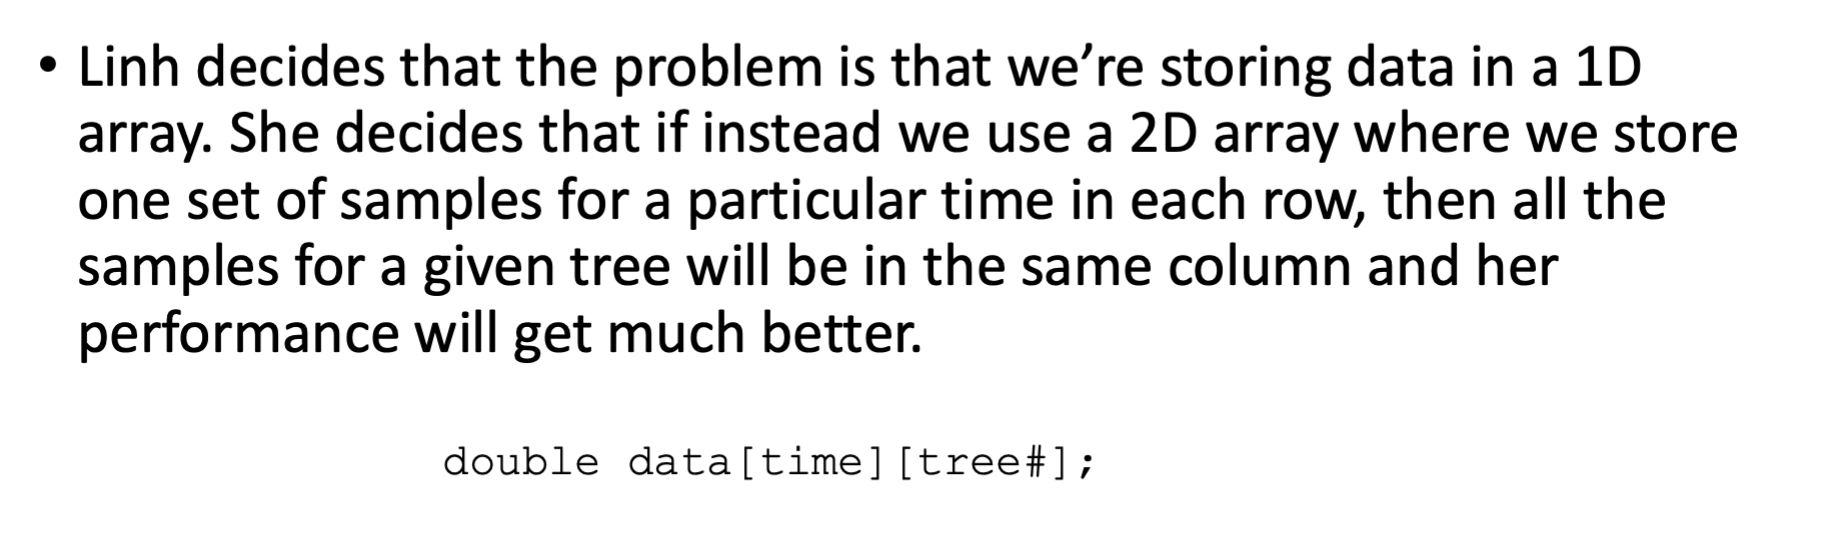 • Linh decides that the problem is that we’re storing data in a 1D
array. She decides that if instead we use a 2D array where we store
one set of samples for a particular time in each row, then all the
samples for a given tree will be in the same column and her
performance will get much better.
double data[time][tree#];